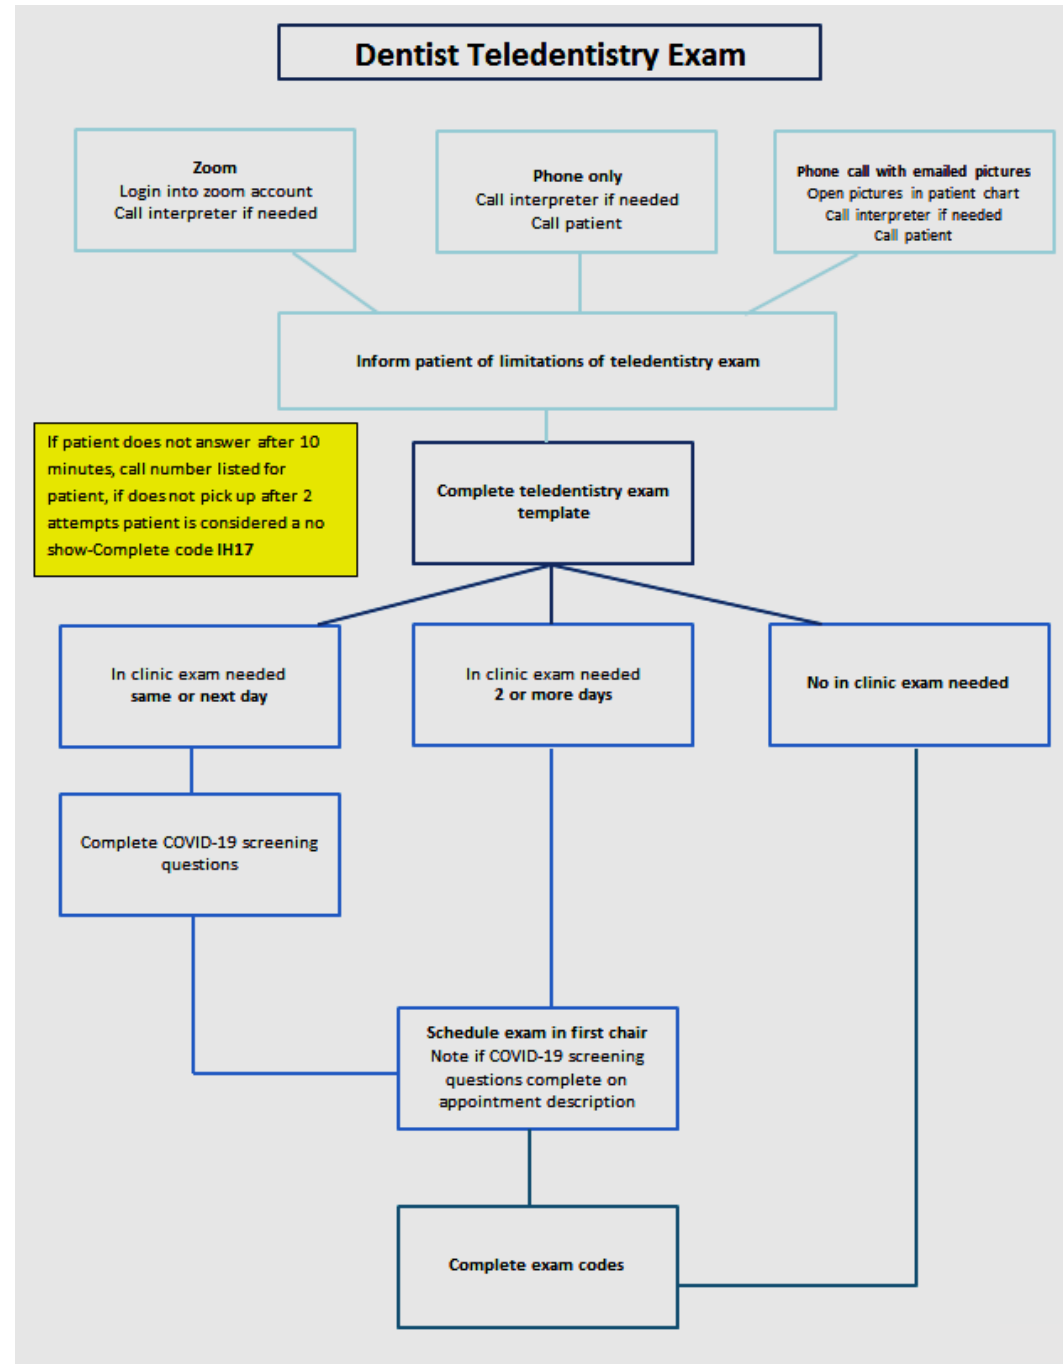 Dentist Teledentistry Exam
Zoom
Login into zoom account
Call interpreter if needed
Phone only
Call interpreter if needed
Call patient
Phone call with emailed pictures
Open pictures in patient chart
Call interpreter if needed
Call patient
Inform patient of limitations of teledentistry exam
If patient does not answer after 10
minutes, call number listed for
patient, if does not pick up after 2
attempts patient is considered a no
show-Complete code IH17
Complete teledentistry exam
template
In clinic exam needed
same or next day
In clinic exam needed
2 or more days
No in clinic exam needed
Complete COVID-19 screening
questions
Schedule exam in first chair
Note if COVID-19 screening
questions complete on
appointment description
Complete exam codes